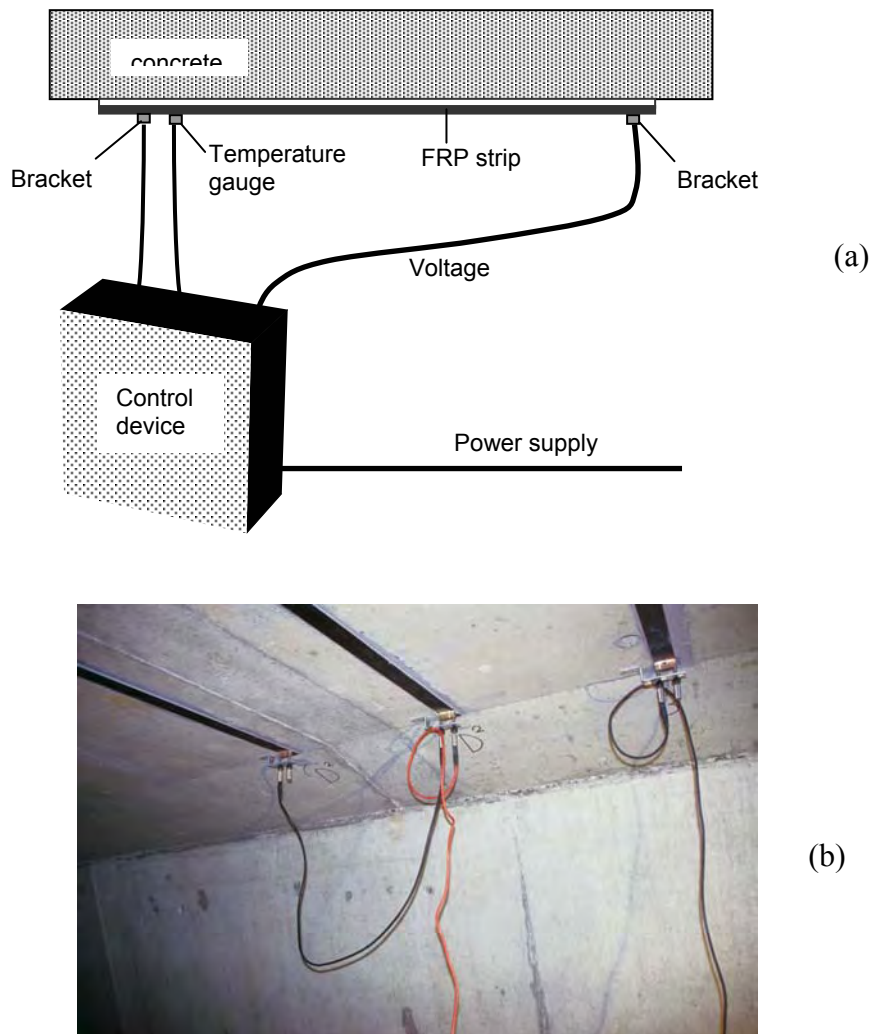 concrete
Temperature
gauge
FRP strip
Bracket
Bracket
Voltage
(a)
Control
device
Power supply
(b)